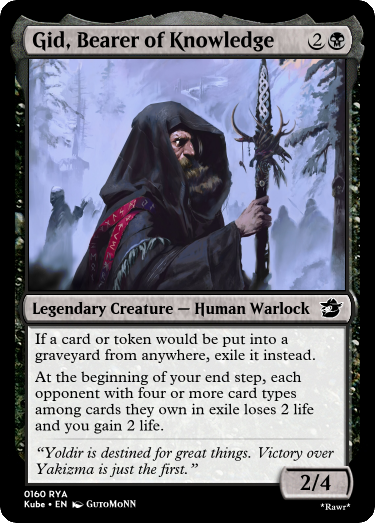 Gid, Bearer of Knowledge 2
Legendary Creature — Human Warlock
If a card or token would be put into a
graveyard from anywhere, exile it instead.
At the beginning of your end step, each
opponent with four or more card types
among cards they own in exile loses 2 life
and you gain 2 life.
“Yoldir is destined for great things. Victory over
Yakizma is just the first.”
2/4
0160 RYA
Kube • EN GutoMoNN
*Rawr*